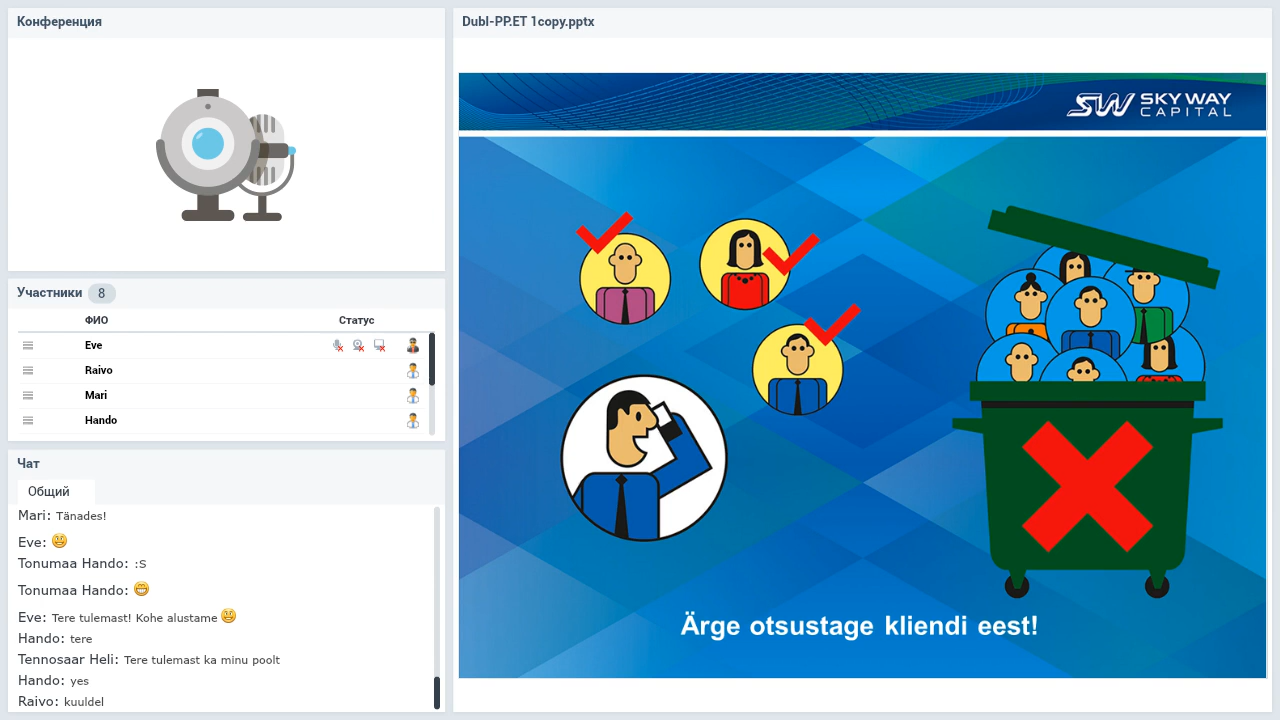 Конференция
Участники 8
ФИО Статус
Eve
Raivo
Mari
Hando
Чат
Общий
Mari: Tänades!
Eve:
Tonumaa Hando: :S
Tonumaa Hando:
Eve: Tere tulemast! Kohe alustame
Hando: tere
Tennosaar Heli: Tere tulemast ka minu poolt
Hando: yes
Raivo: kuuldel
Dubl-PP.ET 1copy.pptx
SW SKY WAY
CAPITAL
Ärge otsustage kliendi eest!